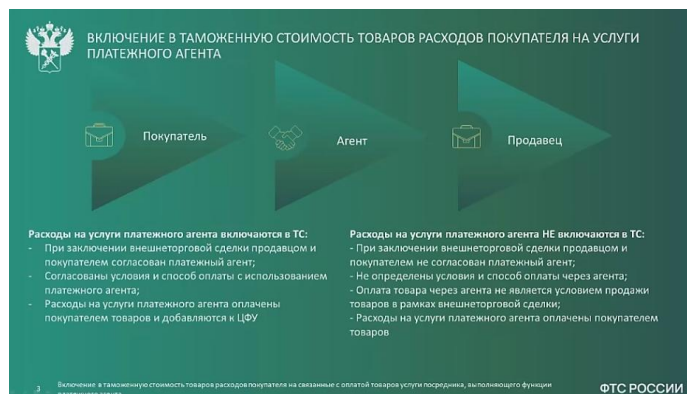 ВКЛЮЧЕНИЕ В ТАМОЖЕННУЮ СТОИМОСТЬ ТОВАРОВ РАСХОДОВ ПОКУПАТЕЛЯ НА УСЛУГИ
ПЛАТЕЖНОГО АГЕНТА
Покупатель
Агент
Продавец
Расходы на услуги платежного агента включаются в ТС:
- При заключении внешнеторговой сделки продавцом и
покупателем согласован платежный агент;
- Согласованы условия и способ оплаты с использованием
платежного агента;
- Расходы на услуги платежного агента оплачены
покупателем товаров и добавляются к ЦФУ
Расходы на услуги платежного агента НЕ включаются в ТС:
- При заключении внешнеторговой сделки продавцом и
покупателем не согласован платежный агент;
- Не определены условия и способ оплаты через агента;
- Оплата товара через агента не является условием продажи
товаров в рамках внешнеторговой сделки;
- Расходы на услуги платежного агента оплачены покупателем
товаров
3
Включение в таможенную стоимость товаров расходов покупателя на связанные с оплатой товаров услуги посредника, выполняющего функции
ФТС РОССИИ